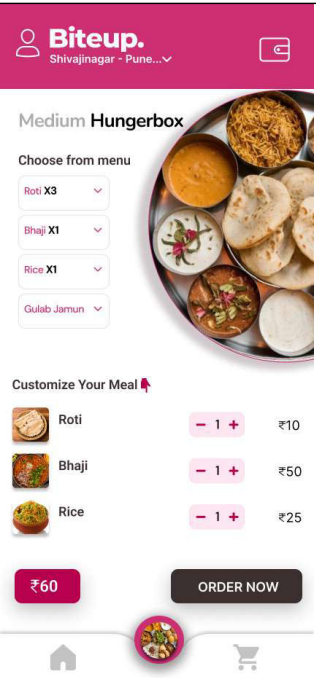 Biteup.
Shivajinagar - Pune...
Medium Hungerbox
Choose from menu
Roti X3
Bhaji X1
Rice X1
Gulab Jamun
Customize Your Meal
Roti - 1 + ₹10
Bhaji - 1 + ₹50
Rice - 1 + ₹25
₹60 ORDER NOW